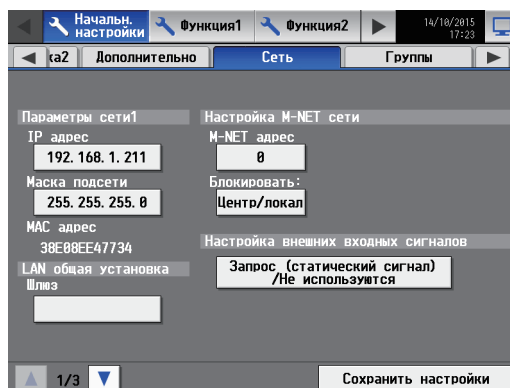 Начальн. настройки
Функция1
Функция2
14/10/2015
17:23
ка2
Дополнительно
Сеть
Группы
Параметры сети1
IP адрес
192.168.1.211
Маска подсети
255.255.255.0
MAC адрес
38E08EE47734
LAN общая установка
Шлюз
Настройка M-NET сети
M-NET адрес
0
Блокировать:
Центр/локал
Настройка внешних входных сигналов
Запрос (статический сигнал)
/Не используются
1/3
Сохранить настройки